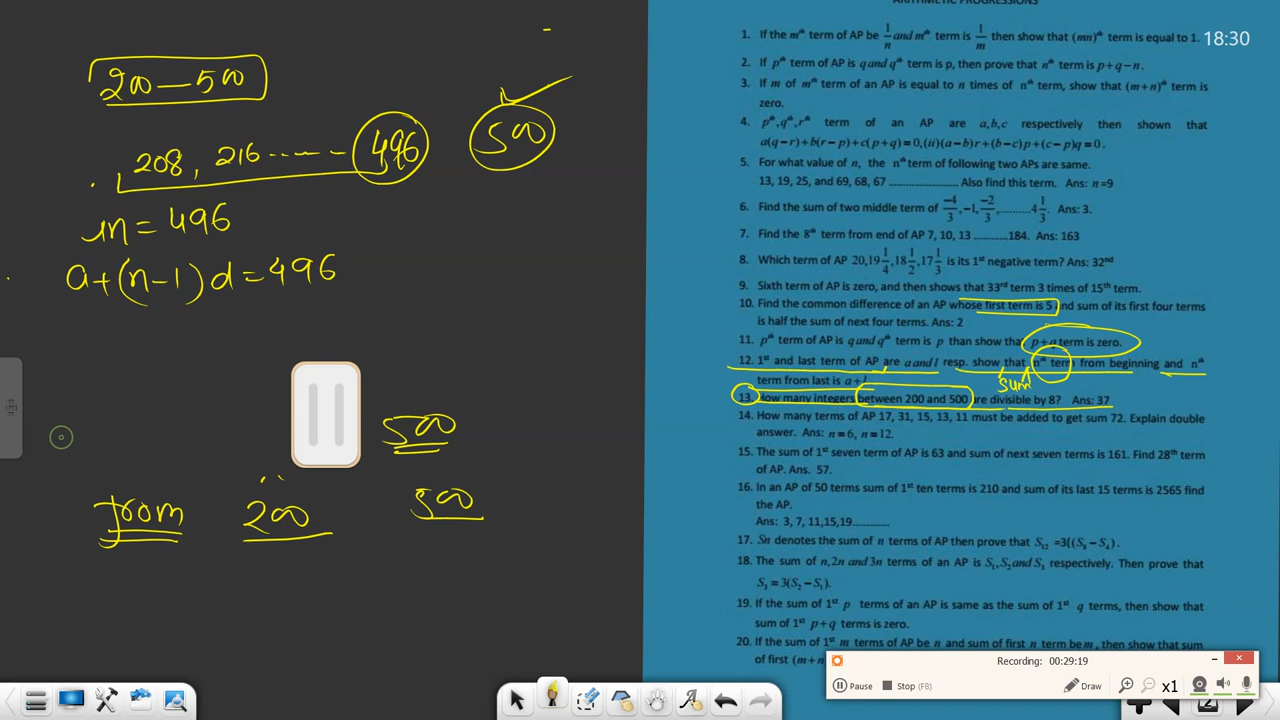 200 — 500
208, 216 ------ 496
500
m = 496
a+(n-1)d=496
500
from 200 500
ARITHMETIC PROGRESSIONS
18:30
1. If the mᵗʰ term of AP be 1/n and mᵗʰ term is 1/m then show that (mn)ᵗʰ term is equal to 1.
2. If pᵗʰ term of AP is q and qᵗʰ term is p, then prove that nᵗʰ term is p+q−n.
3. If m of mᵗʰ term of an AP is equal to n times of nᵗʰ term, show that (m+n)ᵗʰ term is
zero.
4. pᵗʰ,qᵗʰ,rᵗʰ term of an AP are a,b,c respectively then shown that
a(q−r)+b(r−p)+c(p+q)=0,(ii)(a−b)r+(b−c)p+(c−p)q=0.
5. For what value of n, the nᵗʰ term of following two APs are same.
13, 19, 25, and 69, 68, 67 ........................ Also find this term. Ans: n=9
6. Find the sum of two middle term of −4/3,−1,−2/3,..........4 1/3. Ans: 3.
7. Find the 8ᵗʰ term from end of AP 7, 10, 13 ............184. Ans: 163
8. Which term of AP 20,19 1/4,18 1/2,17 1/3 is its 1ˢᵗ negative term? Ans: 32ⁿᵈ
9. Sixth term of AP is zero, and then shows that 33ʳᵈ term 3 times of 15ᵗʰ term.
10. Find the common difference of an AP whose first term is 5 and sum of its first four terms
is half the sum of next four terms. Ans: 2
11. pᵗʰ term of AP is q and qᵗʰ term is p than show that p+q term is zero.
12. 1ˢᵗ and last term of AP are a and l resp. show that nᵗʰ term from beginning and nᵗʰ
term from last is a+l
sum
13. How many integers between 200 and 500 are divisible by 8? Ans: 37
14. How many terms of AP 17, 31, 15, 13, 11 must be added to get sum 72. Explain double
answer. Ans: n=6, n=12.
15. The sum of 1ˢᵗ seven term of AP is 63 and sum of next seven terms is 161. Find 28ᵗʰ term
of AP. Ans. 57.
16. In an AP of 50 terms sum of 1ˢᵗ ten terms is 210 and sum of its last 15 terms is 2565 find
the AP.
Ans: 3, 7, 11,15,19.............
17. Sn denotes the sum of n terms of AP then prove that S₁₂ =3((S₈−S₄).
18. The sum of n,2n and 3n terms of an AP is S₁,S₂ and S₃ respectively. Then prove that
S₃ = 3(S₂−S₁).
19. If the sum of 1ˢᵗ p terms of an AP is same as the sum of 1ˢᵗ q terms, then show that
sum of 1ˢᵗ p+q terms is zero.
20. If the sum of 1ˢᵗ m terms of AP be n and sum of first n term be m, then show that sum
of first (m+n
Recording: 00:29:19
Pause Stop (F8) Draw x1
2